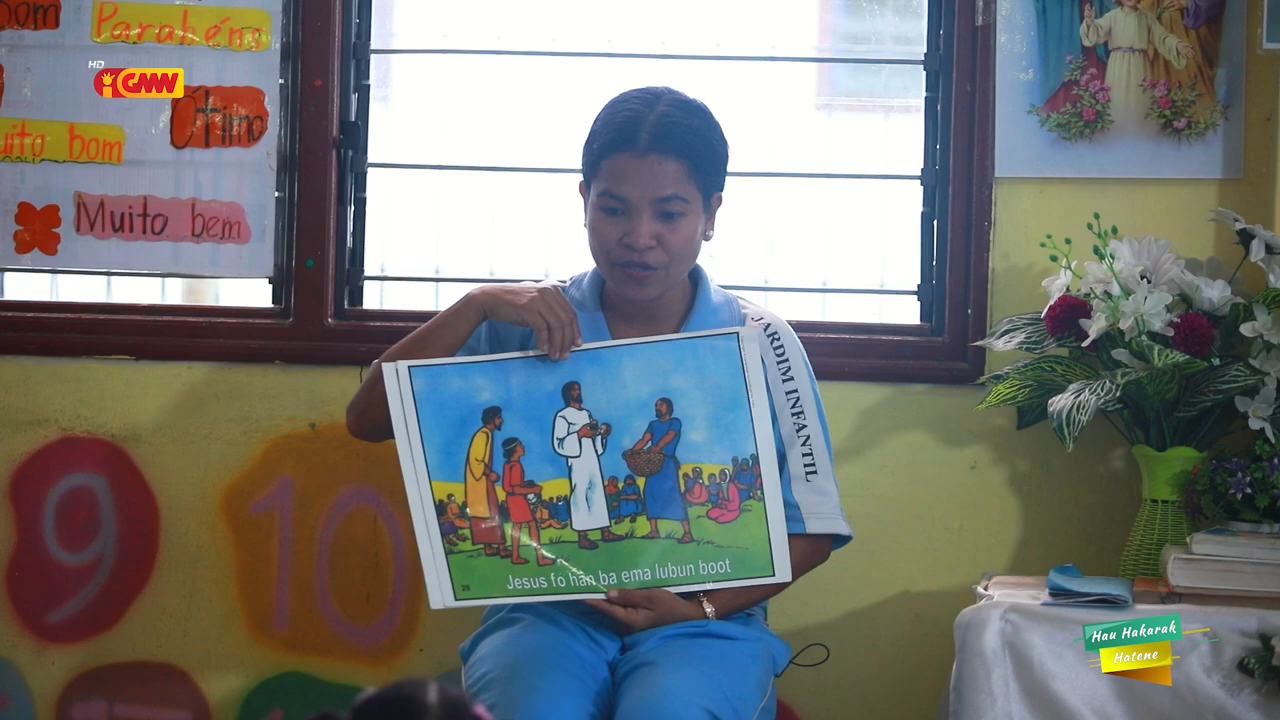 bom
Parabéns
HD
GMN
Ótimo
uito bom
Muito bem
JARDIM INFANTIL
Jesus fo han ba ema lubun boot
9
10
Hau Hakarak
Hatene